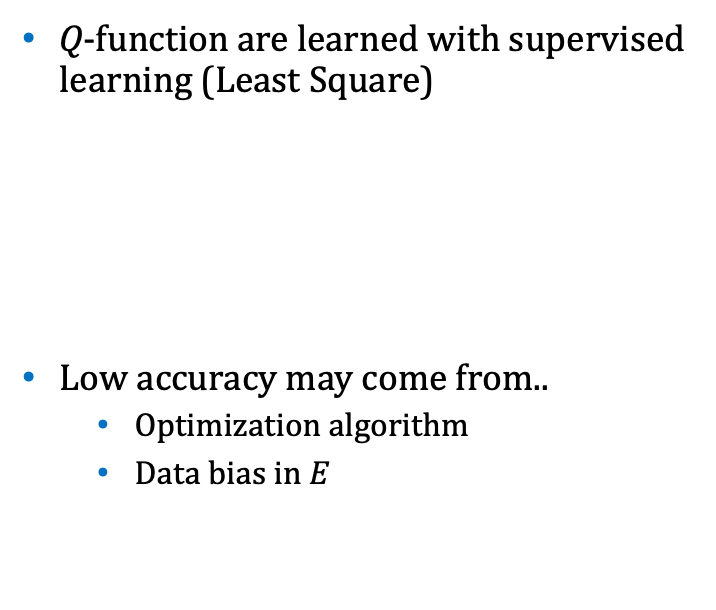 • Q-function are learned with supervised
learning (Least Square)
• Low accuracy may come from..
• Optimization algorithm
• Data bias in E